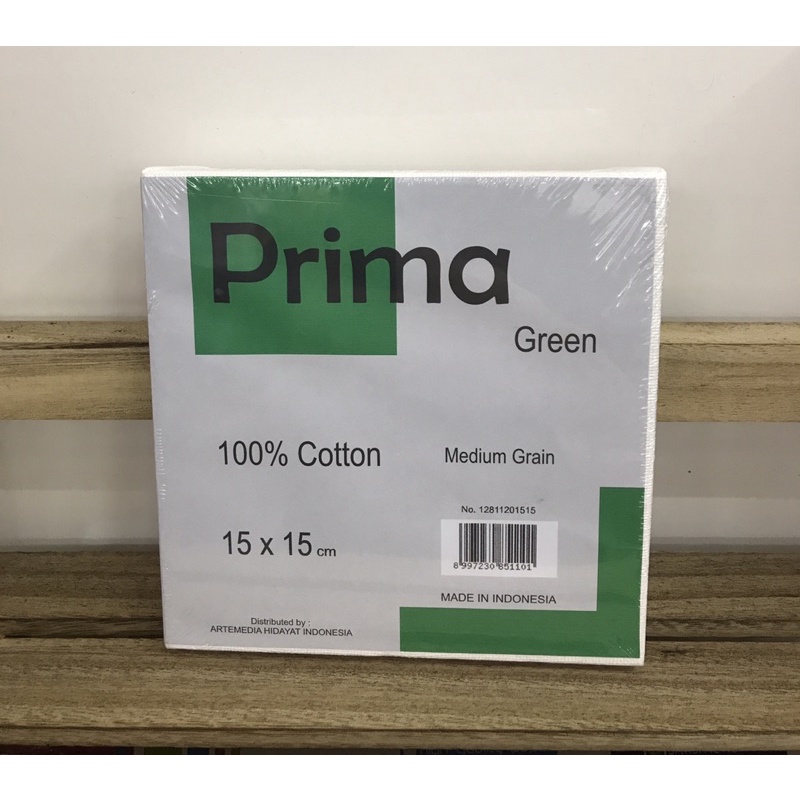 Prima
Green
100% Cotton
Medium Grain
No. 12811201515
15 x 15 cm
8 997230 851101
MADE IN INDONESIA
Distributed by :
ARTEMEDIA HIDAYAT INDONESIA